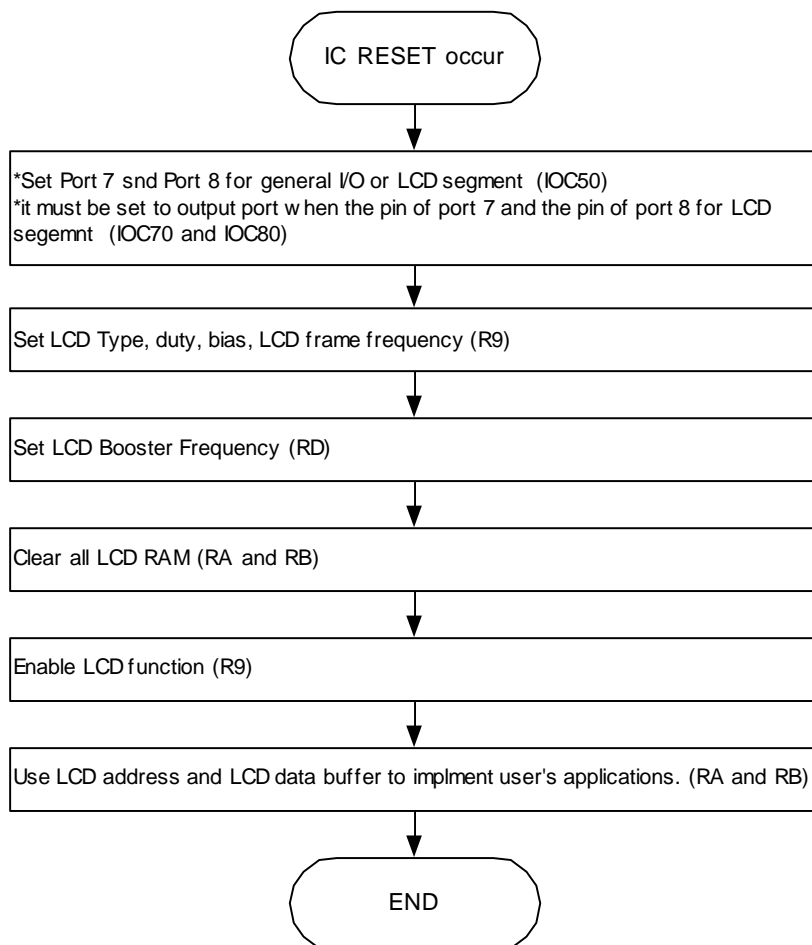 IC RESET occur
*Set Port 7 snd Port 8 for general I/O or LCD segment (IOC50)
*it must be set to output port when the pin of port 7 and the pin of port 8 for LCD
segemnt (IOC70 and IOC80)
Set LCD Type, duty, bias, LCD frame frequency (R9)
Set LCD Booster Frequency (RD)
Clear all LCD RAM (RA and RB)
Enable LCD function (R9)
Use LCD address and LCD data buffer to implment user's applications. (RA and RB)
END